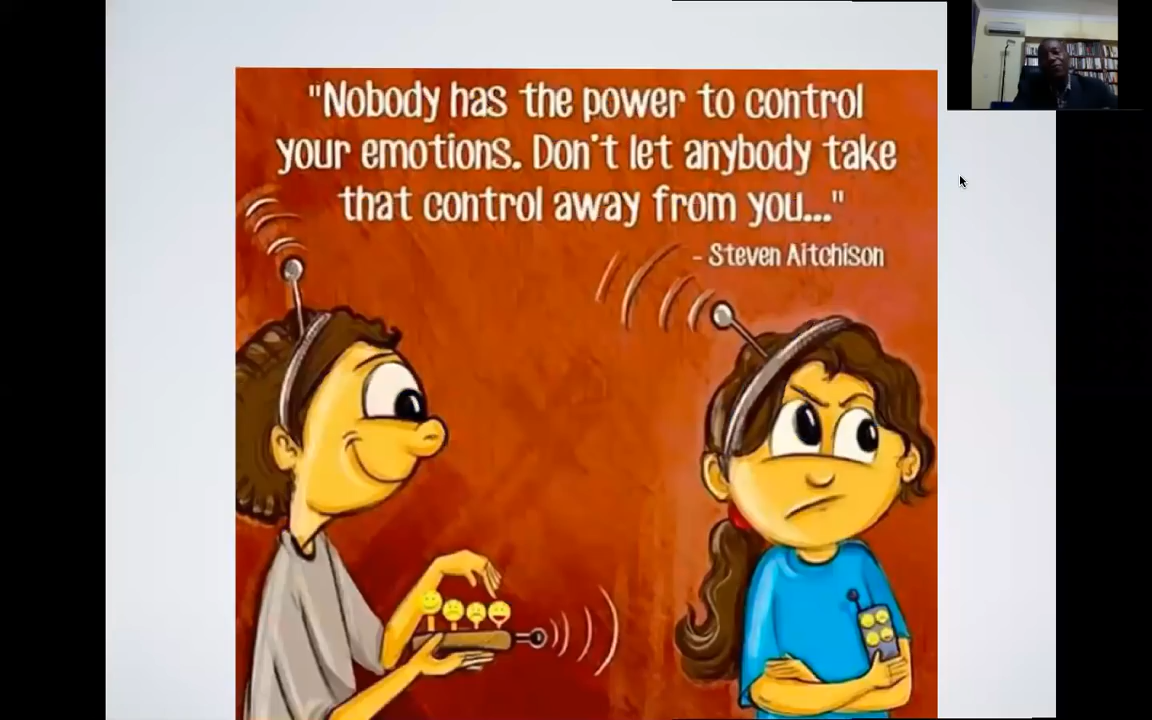 "Nobody has the power to control
your emotions. Don't let anybody take
that control away from you..."
- Steven Aitchison